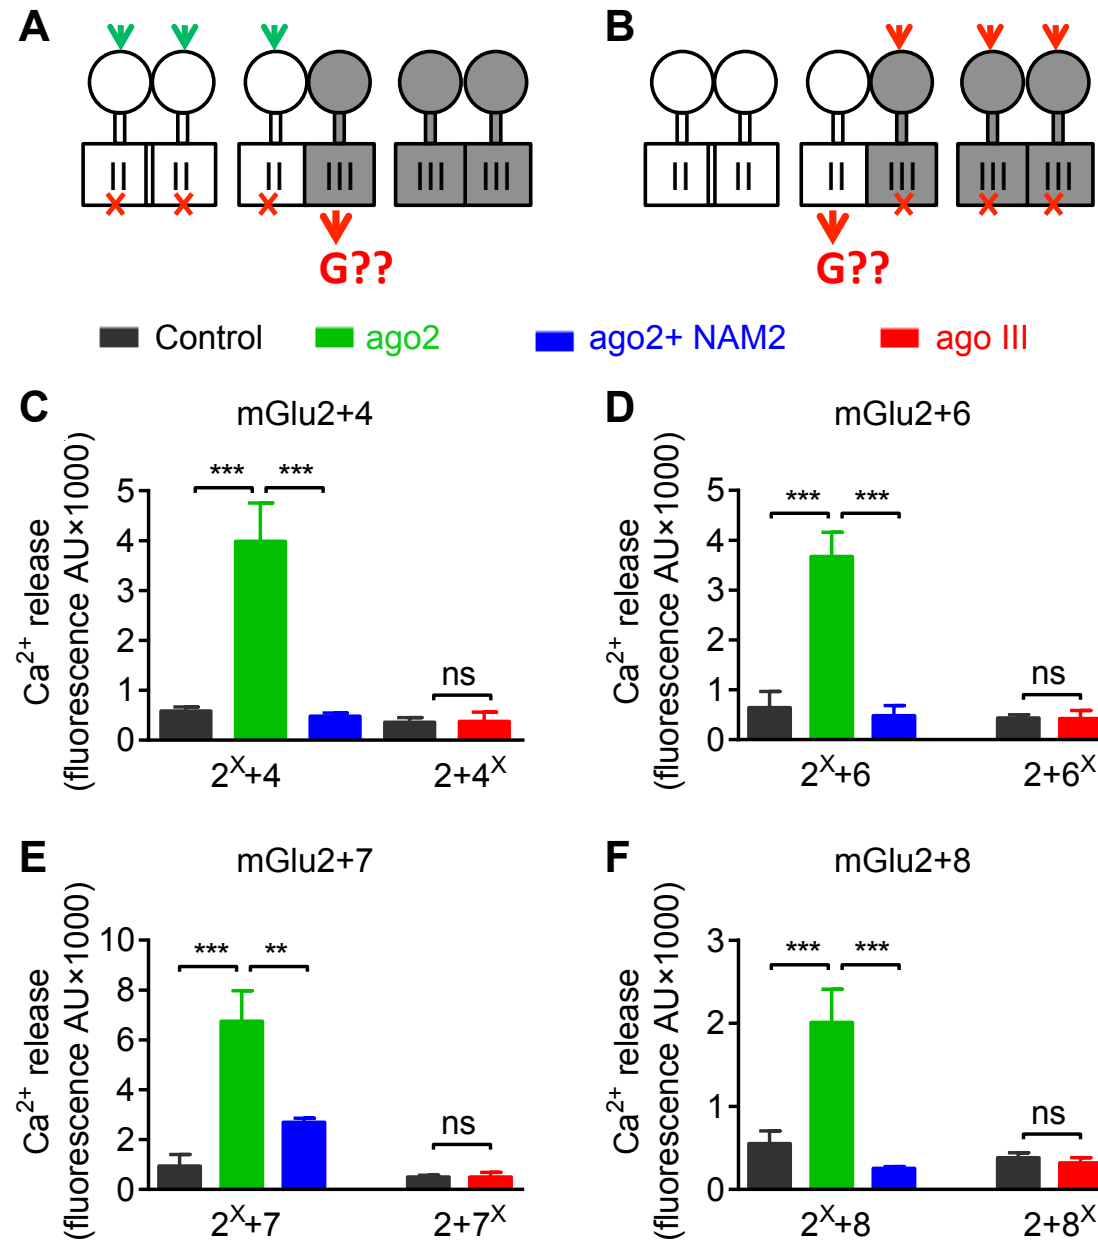 A
B
II II II III III III
II II II III III III
G??
G??
Control ago2 ago2+ NAM2 ago III
C
mGlu2+4
Ca²⁺ release
(fluorescence AU×1000)
*** ***
ns
5
4
3
2
1
0
2ˣ+4 2+4ˣ
D
mGlu2+6
Ca²⁺ release
(fluorescence AU×1000)
*** ***
ns
5
4
3
2
1
0
2ˣ+6 2+6ˣ
E
mGlu2+7
Ca²⁺ release
(fluorescence AU×1000)
*** **
ns
10
8
6
4
2
0
2ˣ+7 2+7ˣ
F
mGlu2+8
Ca²⁺ release
(fluorescence AU×1000)
*** ***
ns
3
2
1
0
2ˣ+8 2+8ˣ